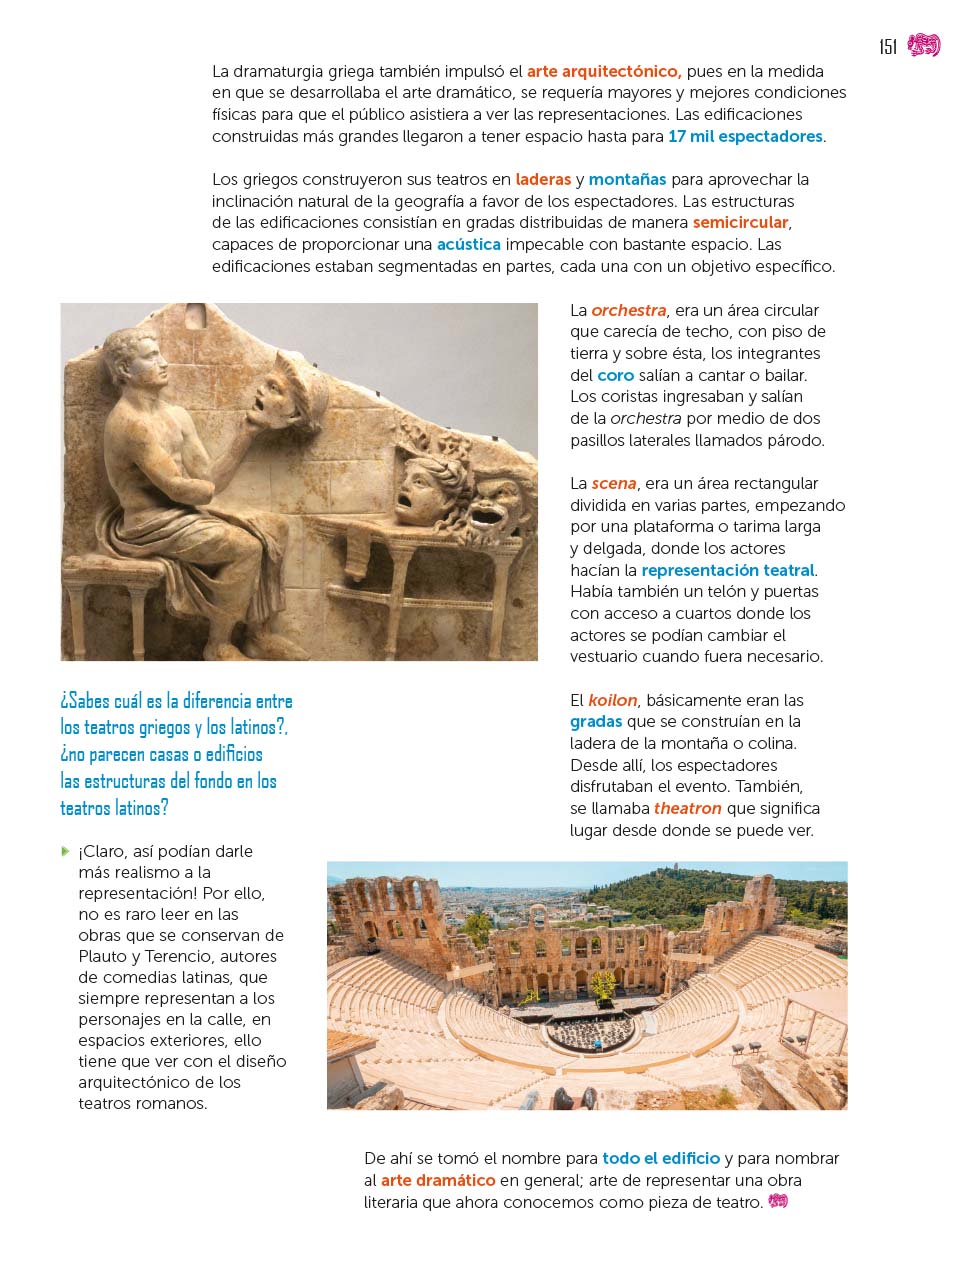 151
La dramaturgia griega también impulsó el arte arquitectónico, pues en la medida
en que se desarrollaba el arte dramático, se requería mayores y mejores condiciones
físicas para que el público asistiera a ver las representaciones. Las edificaciones
construidas más grandes llegaron a tener espacio hasta para 17 mil espectadores.
Los griegos construyeron sus teatros en laderas y montañas para aprovechar la
inclinación natural de la geografía a favor de los espectadores. Las estructuras
de las edificaciones consistían en gradas distribuidas de manera semicircular,
capaces de proporcionar una acústica impecable con bastante espacio. Las
edificaciones estaban segmentadas en partes, cada una con un objetivo específico.
La orchestra, era un área circular
que carecía de techo, con piso de
tierra y sobre ésta, los integrantes
del coro salían a cantar o bailar.
Los coristas ingresaban y salían
de la orchestra por medio de dos
pasillos laterales llamados párodo.
La scena, era un área rectangular
dividida en varias partes, empezando
por una plataforma o tarima larga
y delgada, donde los actores
hacían la representación teatral.
Había también un telón y puertas
con acceso a cuartos donde los
actores se podían cambiar el
vestuario cuando fuera necesario.
El koilon, básicamente eran las
gradas que se construían en la
ladera de la montaña o colina.
Desde allí, los espectadores
disfrutaban el evento. También,
se llamaba theatron que significa
lugar desde donde se puede ver.
¿Sabes cuál es la diferencia entre
los teatros griegos y los latinos?,
¿no parecen casas o edificios
las estructuras del fondo en los
teatros latinos?
¡Claro, así podían darle
más realismo a la
representación! Por ello,
no es raro leer en las
obras que se conservan de
Plauto y Terencio, autores
de comedias latinas, que
siempre representan a los
personajes en la calle, en
espacios exteriores, ello
tiene que ver con el diseño
arquitectónico de los
teatros romanos.
De ahí se tomó el nombre para todo el edificio y para nombrar
al arte dramático en general; arte de representar una obra
literaria que ahora conocemos como pieza de teatro.